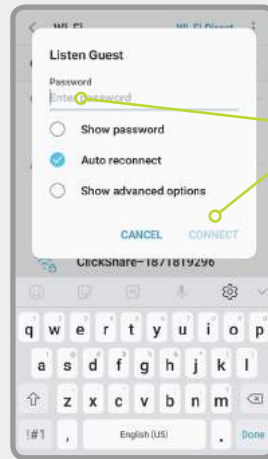 Wi-Fi Wi-Fi Direct
Listen Guest
Password
Enter password
Show password
Auto reconnect
Show advanced options
CANCEL CONNECT
ClickShare-1871819296
q w e r t y u i o p
a s d f g h j k l
z x c v b n m
!#1 , English (US) . Done